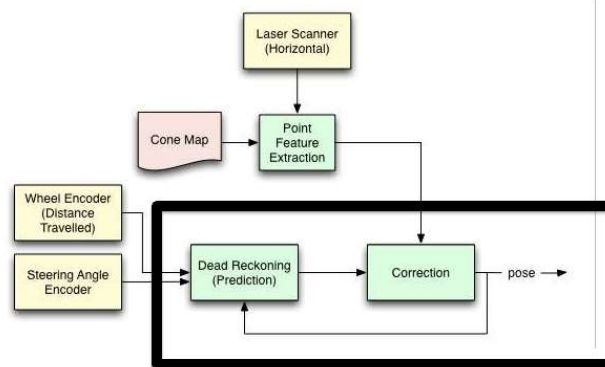 Laser Scanner
(Horizontal)
Cone Map
Point
Feature
Extraction
Wheel Encoder
(Distance
Travelled)
Steering Angle
Encoder
Dead Reckoning
(Prediction)
Correction
pose